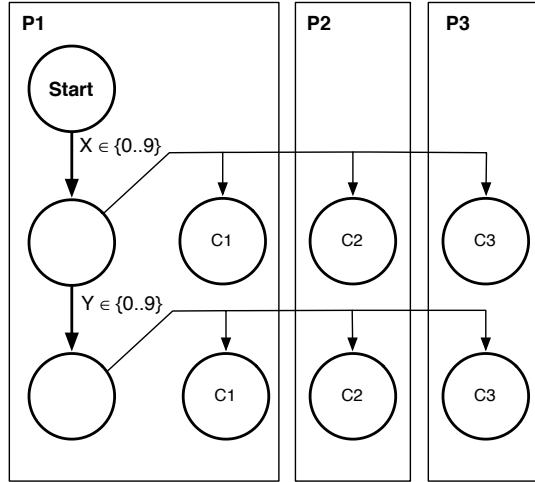 P1 P2 P3
Start
X ∈ {0..9}
C1 C2 C3
Y ∈ {0..9}
C1 C2 C3